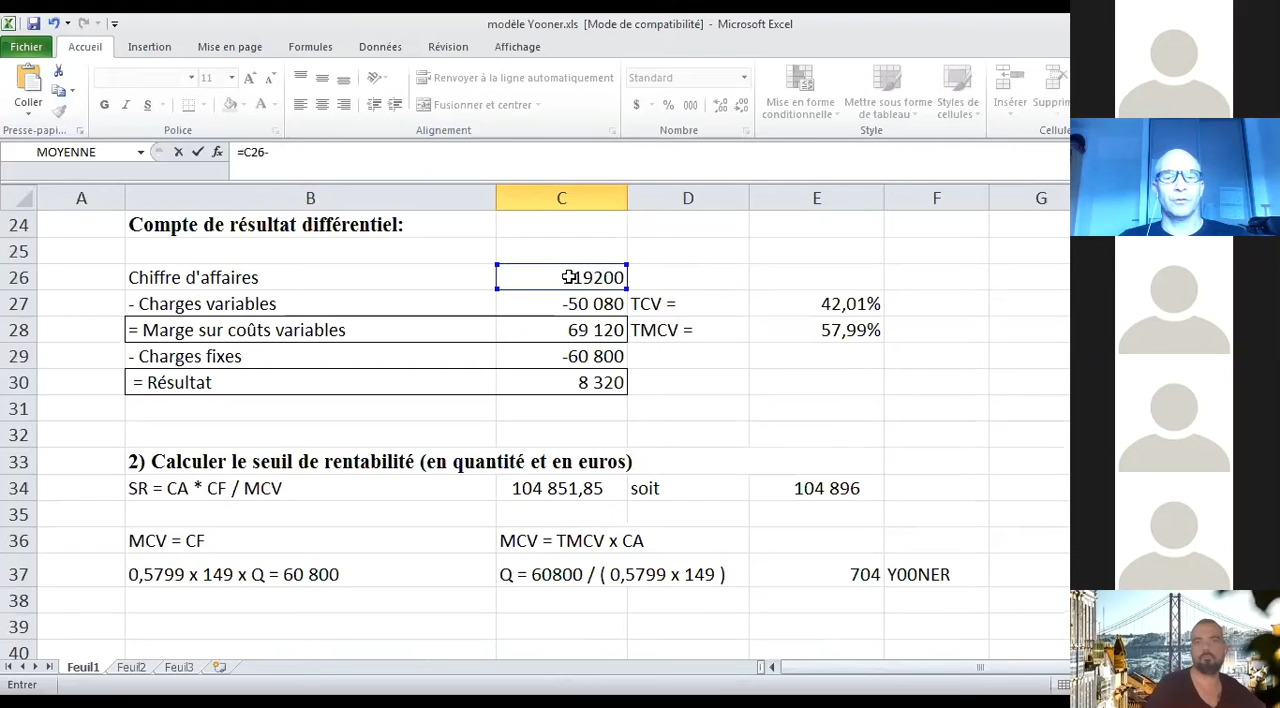 modèle Yooner.xls [Mode de compatibilité] - Microsoft Excel
Fichier Accueil Insertion Mise en page Formules Données Révision Affichage
Coller
11
Renvoyer à la ligne automatiquement
Standard
G I S A
Fusionner et centrer
$ % 000
Mise en forme conditionnelle
Mettre sous forme de tableau
Styles de cellules
Insérer
Supprim
Presse-papi... Police Alignement Nombre Style Cellule
MOYENNE fx =C26-
A B C D E F G
24 Compte de résultat différentiel:
25
26 Chiffre d'affaires 19200
27 - Charges variables -50 080 TCV = 42,01%
28 = Marge sur coûts variables 69 120 TMCV = 57,99%
29 - Charges fixes -60 800
30 = Résultat 8 320
31
32
33 2) Calculer le seuil de rentabilité (en quantité et en euros)
34 SR = CA * CF / MCV 104 851,85 soit 104 896
35
36 MCV = CF MCV = TMCV x CA
37 0,5799 x 149 x Q = 60 800 Q = 60800 / ( 0,5799 x 149 ) 704 Y00NER
38
39
40
Feuil1 Feuil2 Feuil3
Entrer